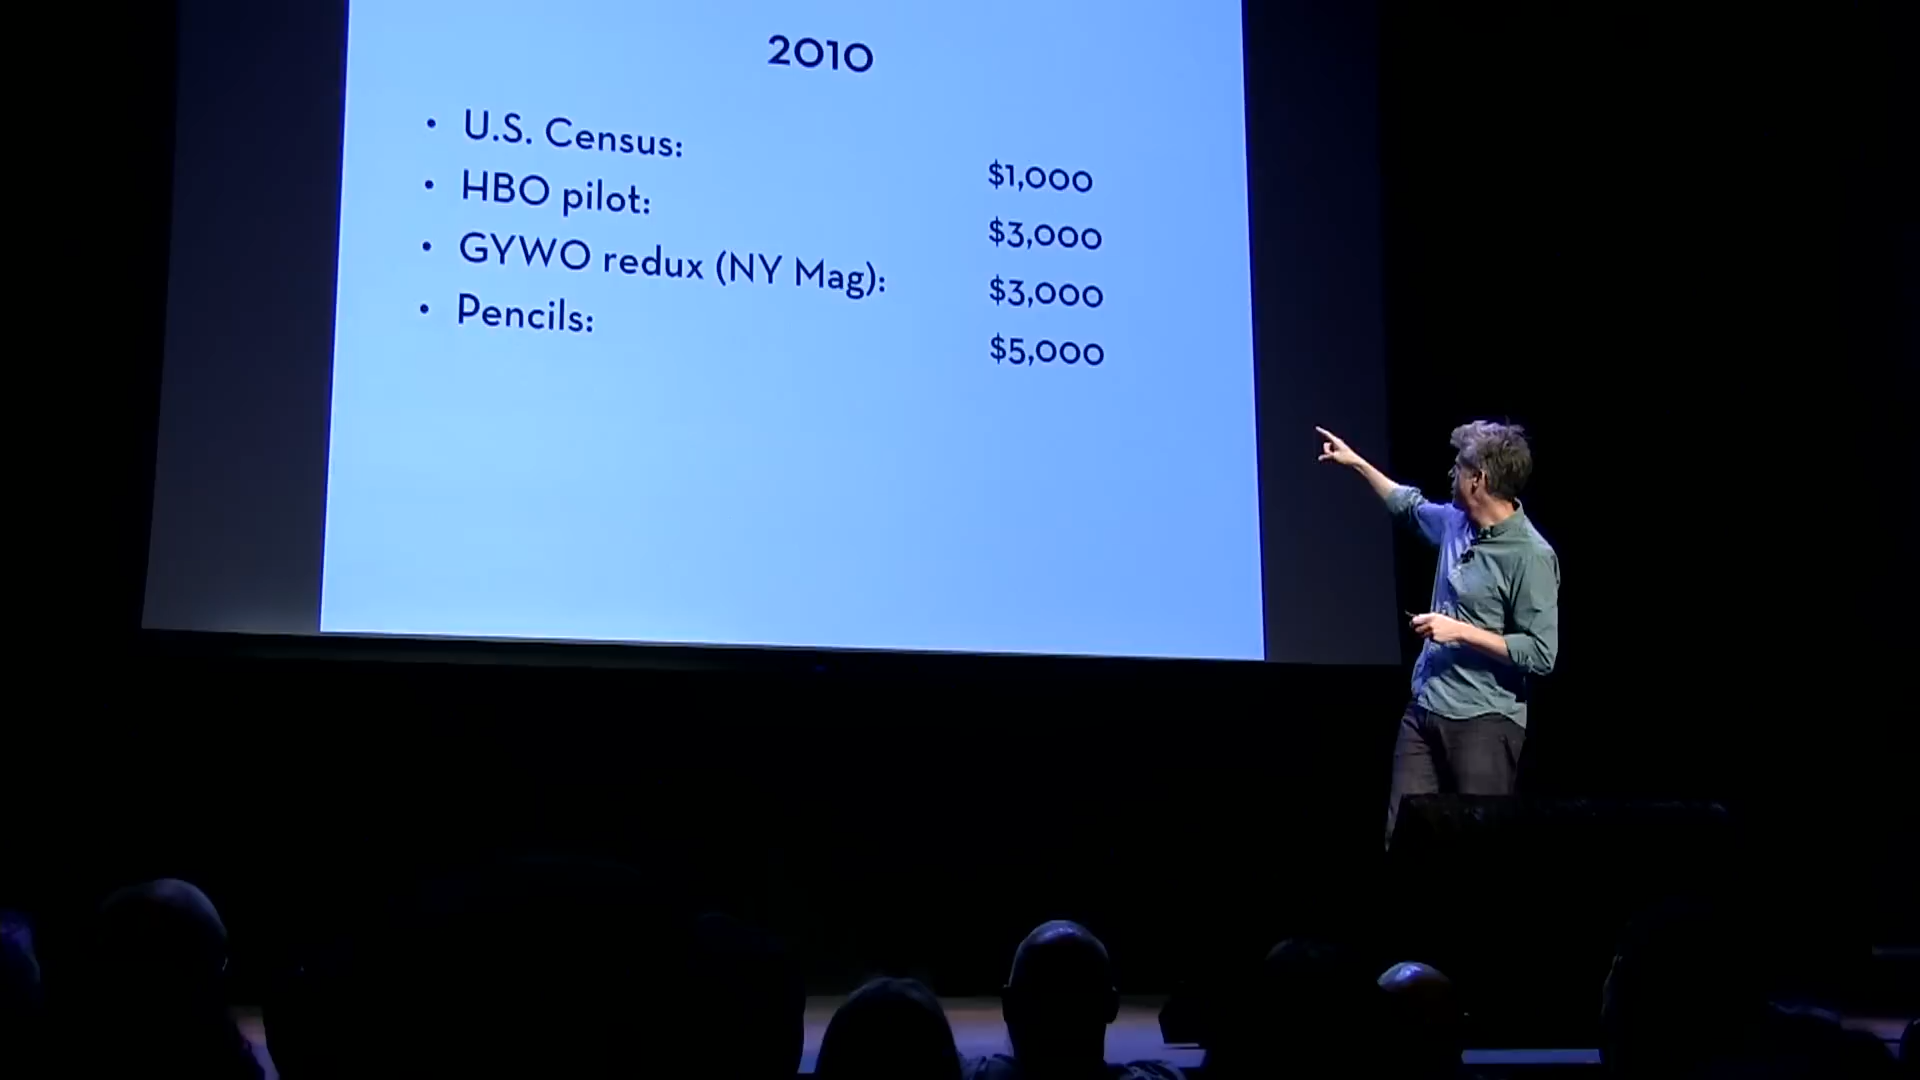 2010
• U.S. Census: $1,000
• HBO pilot: $3,000
• GYWO redux (NY Mag): $3,000
• Pencils: $5,000